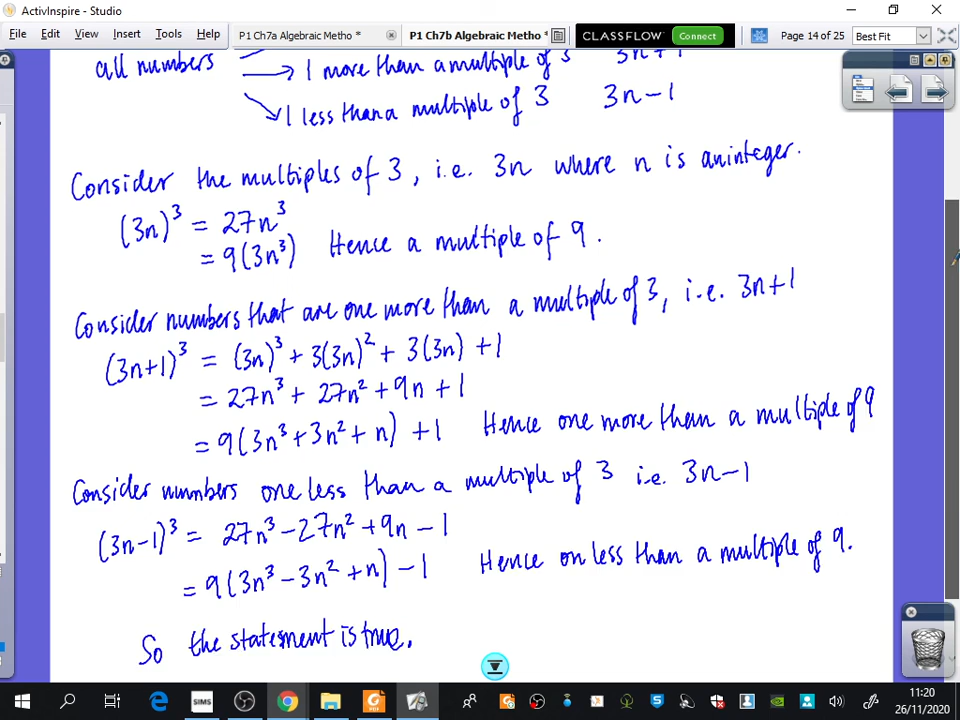 ActivInspire - Studio
File Edit View Insert Tools Help
P1 Ch7a Algebraic Metho *
P1 Ch7b Algebraic Metho *
CLASSFLOW Connect
Page 14 of 25
Best Fit
all numbers
1 more than a multiple of 3 3n+1
1 less than a multiple of 3 3n-1
Consider the multiples of 3, i.e. 3n where n is an integer.
(3n)³ = 27n³
= 9(3n³) Hence a multiple of 9.
Consider numbers that are one more than a multiple of 3, i.e. 3n+1
(3n+1)³ = (3n)³ + 3(3n)² + 3(3n) + 1
= 27n³ + 27n² + 9n + 1
= 9(3n³ + 3n² + n) + 1 Hence one more than a multiple of 9
Consider numbers one less than a multiple of 3 i.e. 3n-1
(3n-1)³ = 27n³ - 27n² + 9n - 1
= 9(3n³ - 3n² + n) - 1 Hence on less than a multiple of 9.
So the statement is true.
SIMS
11:20
26/11/2020